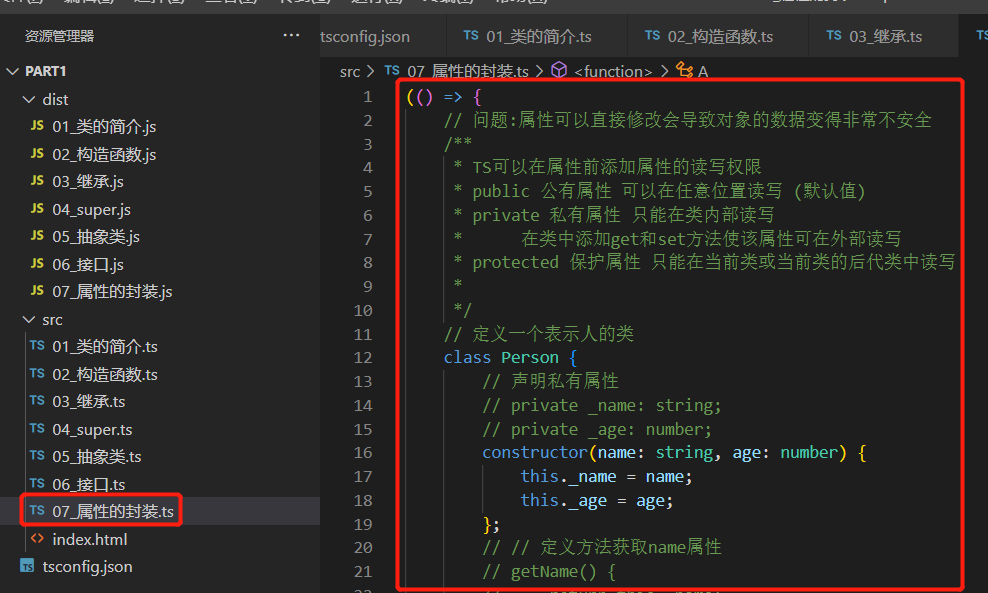 资源管理器
···
PART1
dist
JS 01_类的简介.js
JS 02_构造函数.js
JS 03_继承.js
JS 04_super.js
JS 05_抽象类.js
JS 06_接口.js
JS 07_属性的封装.js
src
TS 01_类的简介.ts
TS 02_构造函数.ts
TS 03_继承.ts
TS 04_super.ts
TS 05_抽象类.ts
TS 06_接口.ts
TS 07_属性的封装.ts
<> index.html
TS tsconfig.json
tsconfig.json
TS 01_类的简介.ts
TS 02_构造函数.ts
TS 03_继承.ts
TS
src > TS 07_属性的封装.ts > <function> > A
1 (() => {
2 // 问题:属性可以直接修改会导致对象的数据变得非常不安全
3 /**
4 * TS可以在属性前添加属性的读写权限
5 * public 公有属性 可以在任意位置读写 (默认值)
6 * private 私有属性 只能在类内部读写
7 * 在类中添加get和set方法使该属性可在外部读写
8 * protected 保护属性 只能在当前类或当前类的后代类中读写
9 *
10 */
11 // 定义一个表示人的类
12 class Person {
13 // 声明私有属性
14 // private _name: string;
15 // private _age: number;
16 constructor(name: string, age: number) {
17 this._name = name;
18 this._age = age;
19 };
20 // // 定义方法获取name属性
21 // getName() {